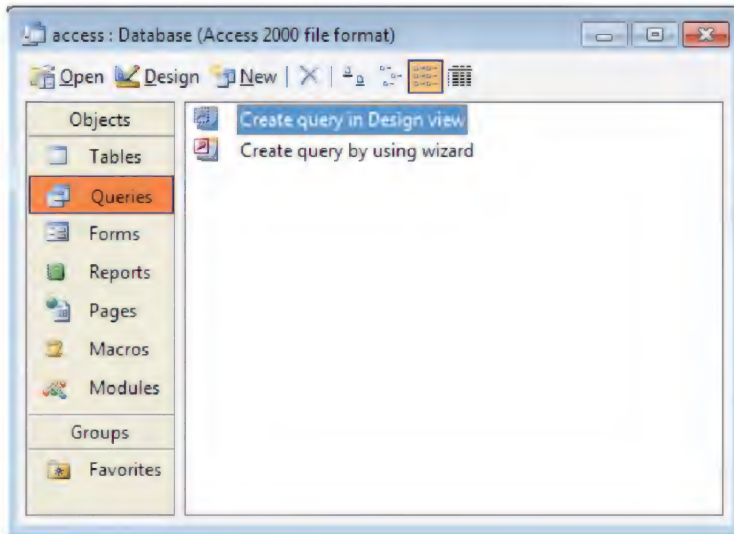 access : Database (Access 2000 file format)
Open Design New
Objects
Tables
Queries
Forms
Reports
Pages
Macros
Modules
Groups
Favorites
Create query in Design view
Create query by using wizard